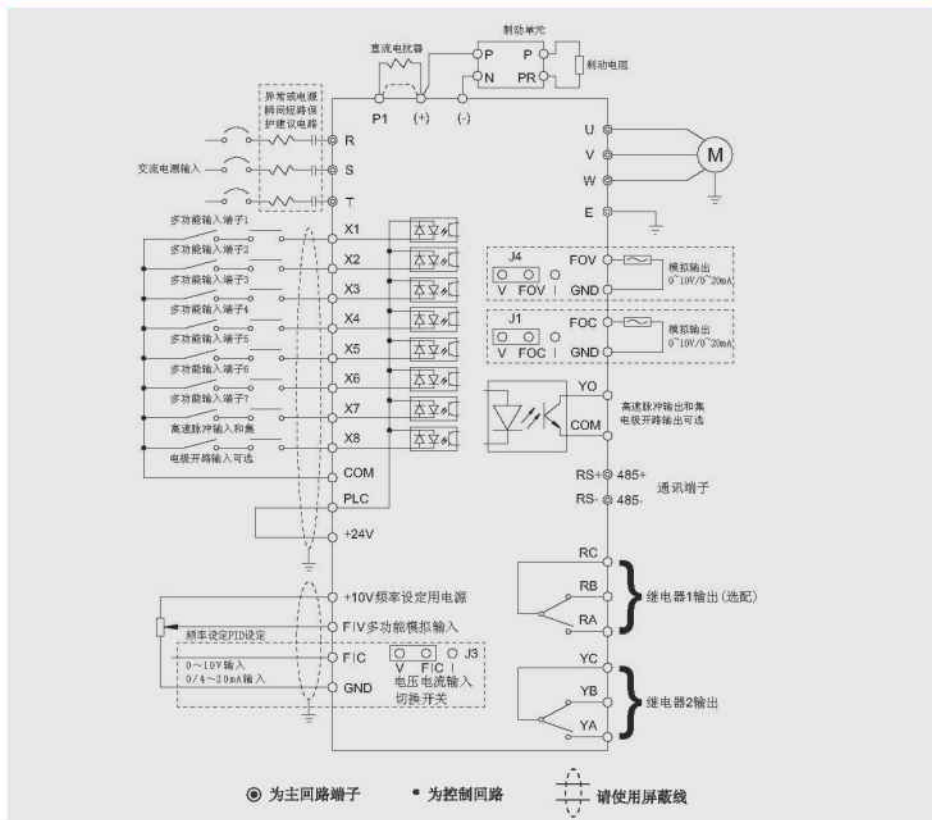 制动单元
直流电抗器
P P
N PR
制动电阻
异常或电源
瞬间短路保
护建议电路
P1 (+) (-)
R
交流电源输入 S
T
U
V
W
M
E
多功能输入端子1
X1
多功能输入端子2
X2
多功能输入端子3
X3
多功能输入端子4
X4
多功能输入端子5
X5
多功能输入端子6
X6
多功能输入端子7
X7
高速脉冲输入和集
电极开路输入可选
X8
COM
PLC
+24V
J4
V FOV I
FOV
GND
模拟输出
0~10V/0~20mA
J1
V FOC I
FOC
GND
模拟输出
0~10V/0~20mA
YO
COM
高速脉冲输出和集
电极开路输出可选
RS+ 485+
RS- 485-
通讯端子
RC
RB
RA
继电器1输出(选配)
YC
YB
YA
继电器2输出
+10V频率设定用电源
FIV多功能模拟输入
频率设定PID设定
FIC
0~10V输入
0/4~20mA输入
GND
J3
V FIC I
电压电流输入
切换开关
为主回路端子
为控制回路
请使用屏蔽线